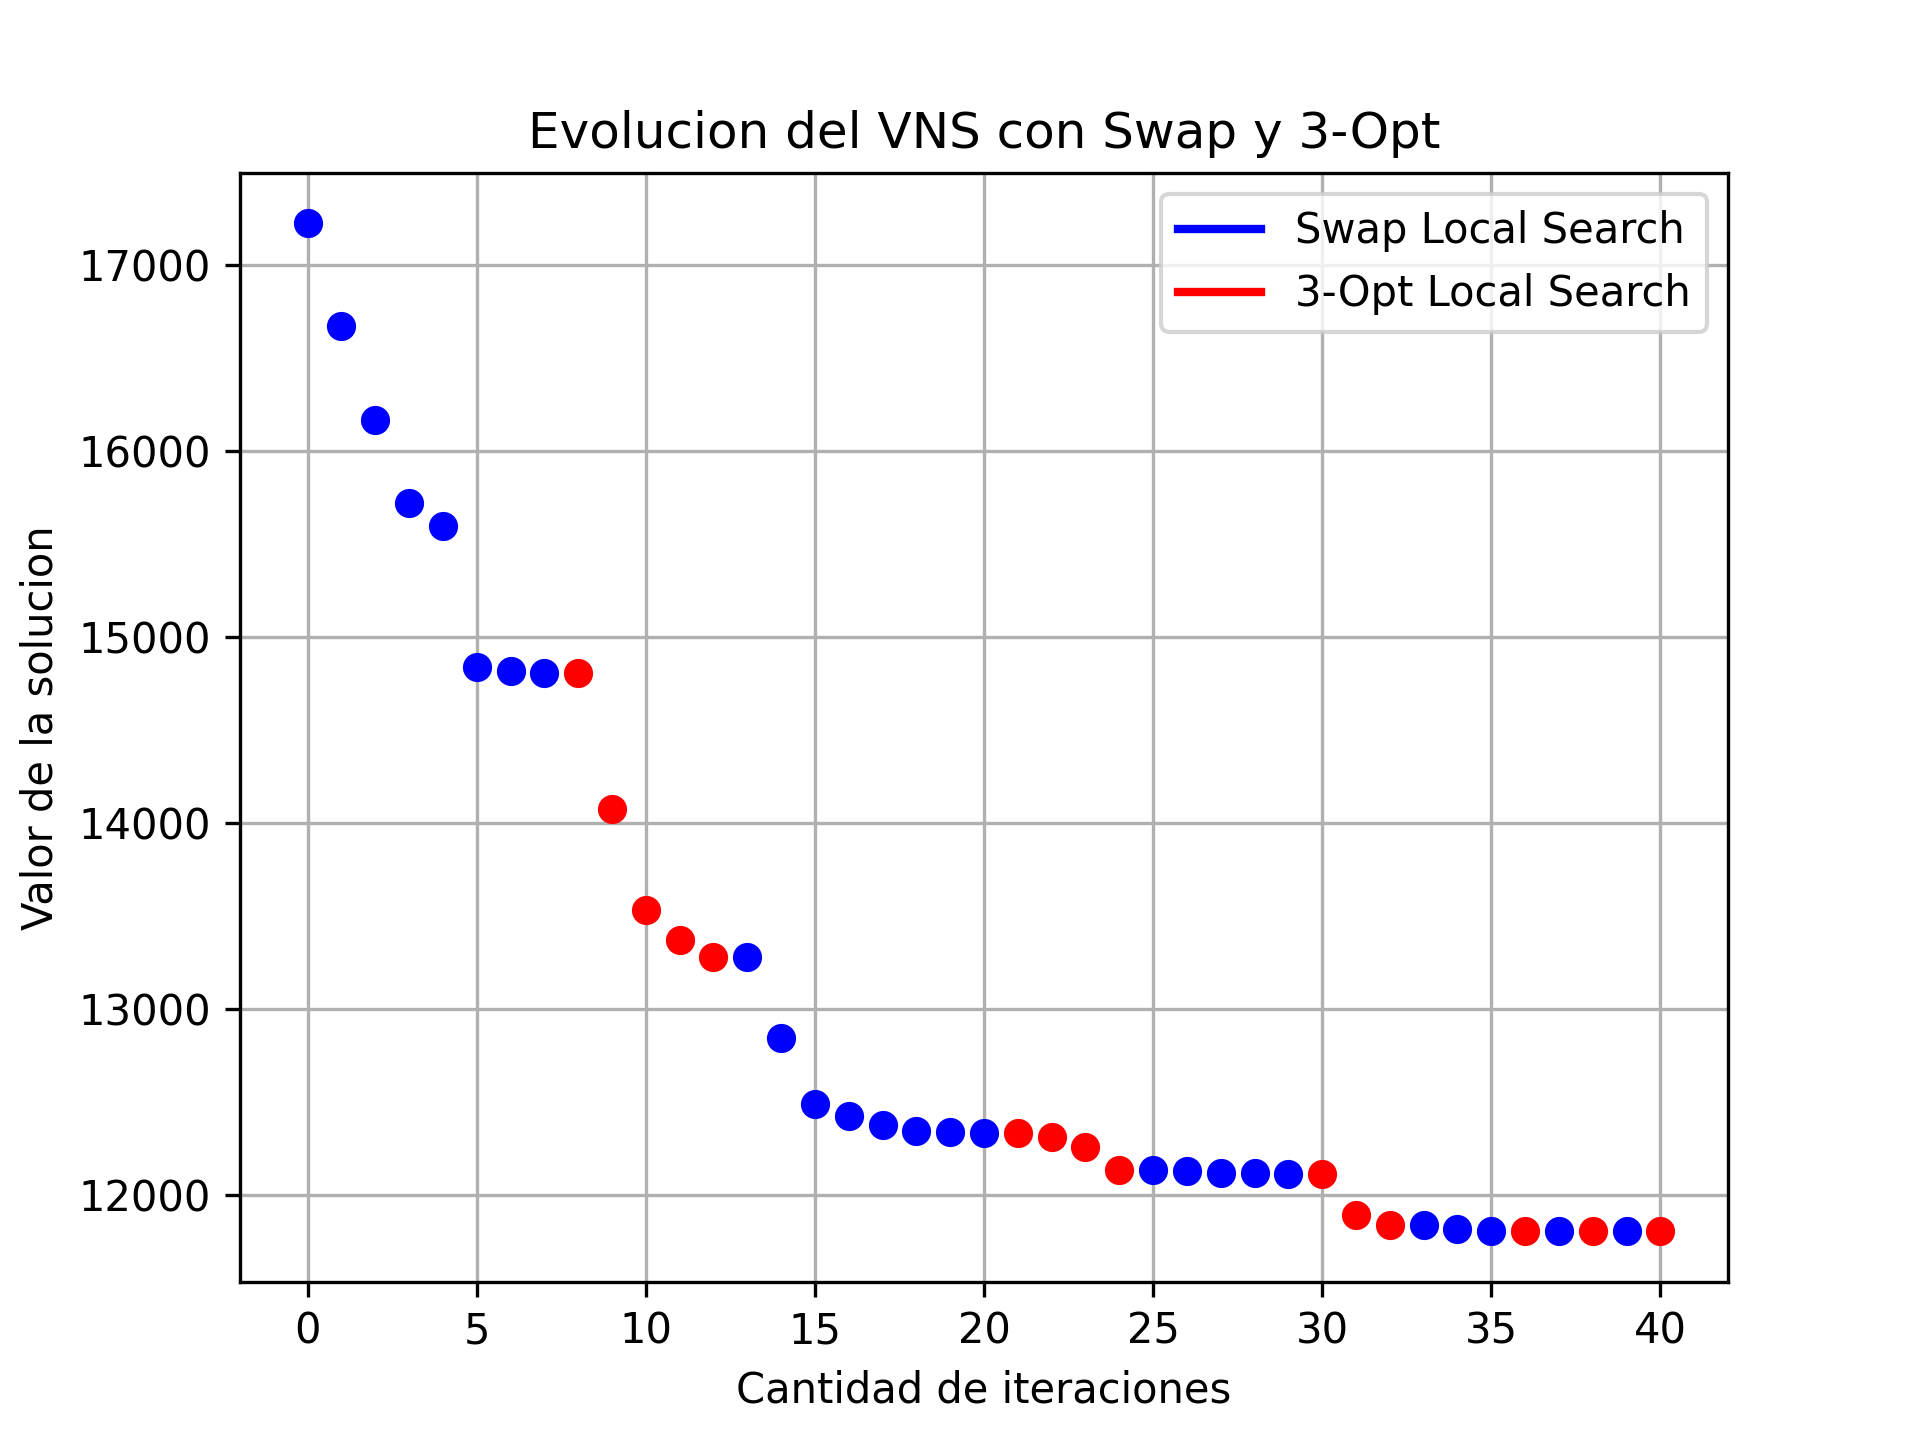 Evolucion del VNS con Swap y 3-Opt
Swap Local Search
3-Opt Local Search
Valor de la solucion
17000
16000
15000
14000
13000
12000
0 5 10 15 20 25 30 35 40
Cantidad de iteraciones